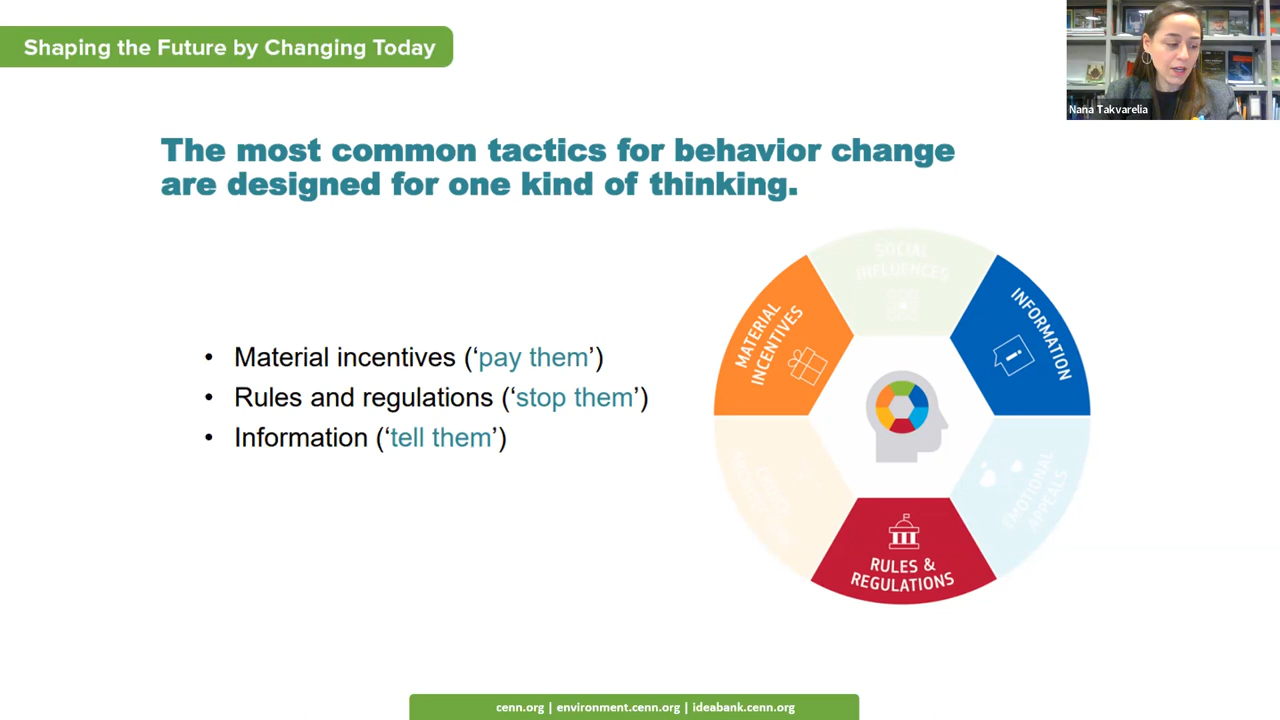 Shaping the Future by Changing Today
Nana Takvarelia
The most common tactics for behavior change
are designed for one kind of thinking.
• Material incentives (‘pay them’)
• Rules and regulations (‘stop them’)
• Information (‘tell them’)
SOCIAL
INFLUENCES
MATERIAL
INCENTIVES
INFORMATION
EMOTIONAL
APPEALS
RULES &
REGULATIONS
cenn.org | environment.cenn.org | ideabank.cenn.org